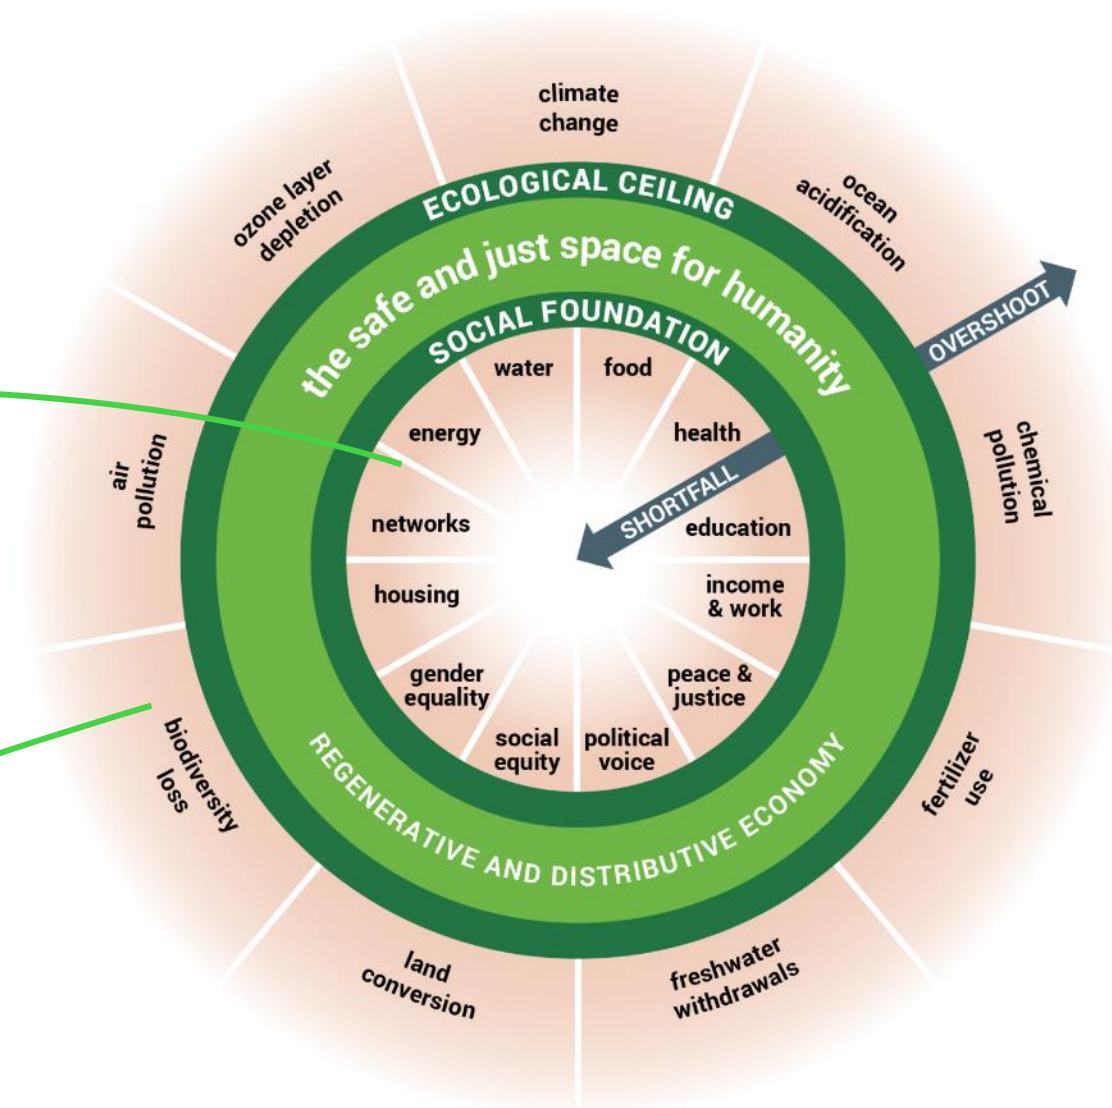 climate
change
ozone layer
depletion
ocean
acidification
ECOLOGICAL CEILING
the safe and just space for humanity
SOCIAL FOUNDATION
OVERSHOOT
water
food
energy
health
SHORTFALL
air
pollution
chemical
pollution
networks
education
housing
income
& work
gender
equality
peace &
justice
social
equity
political
voice
biodiversity
loss
fertilizer
use
REGENERATIVE AND DISTRIBUTIVE ECONOMY
land
conversion
freshwater
withdrawals